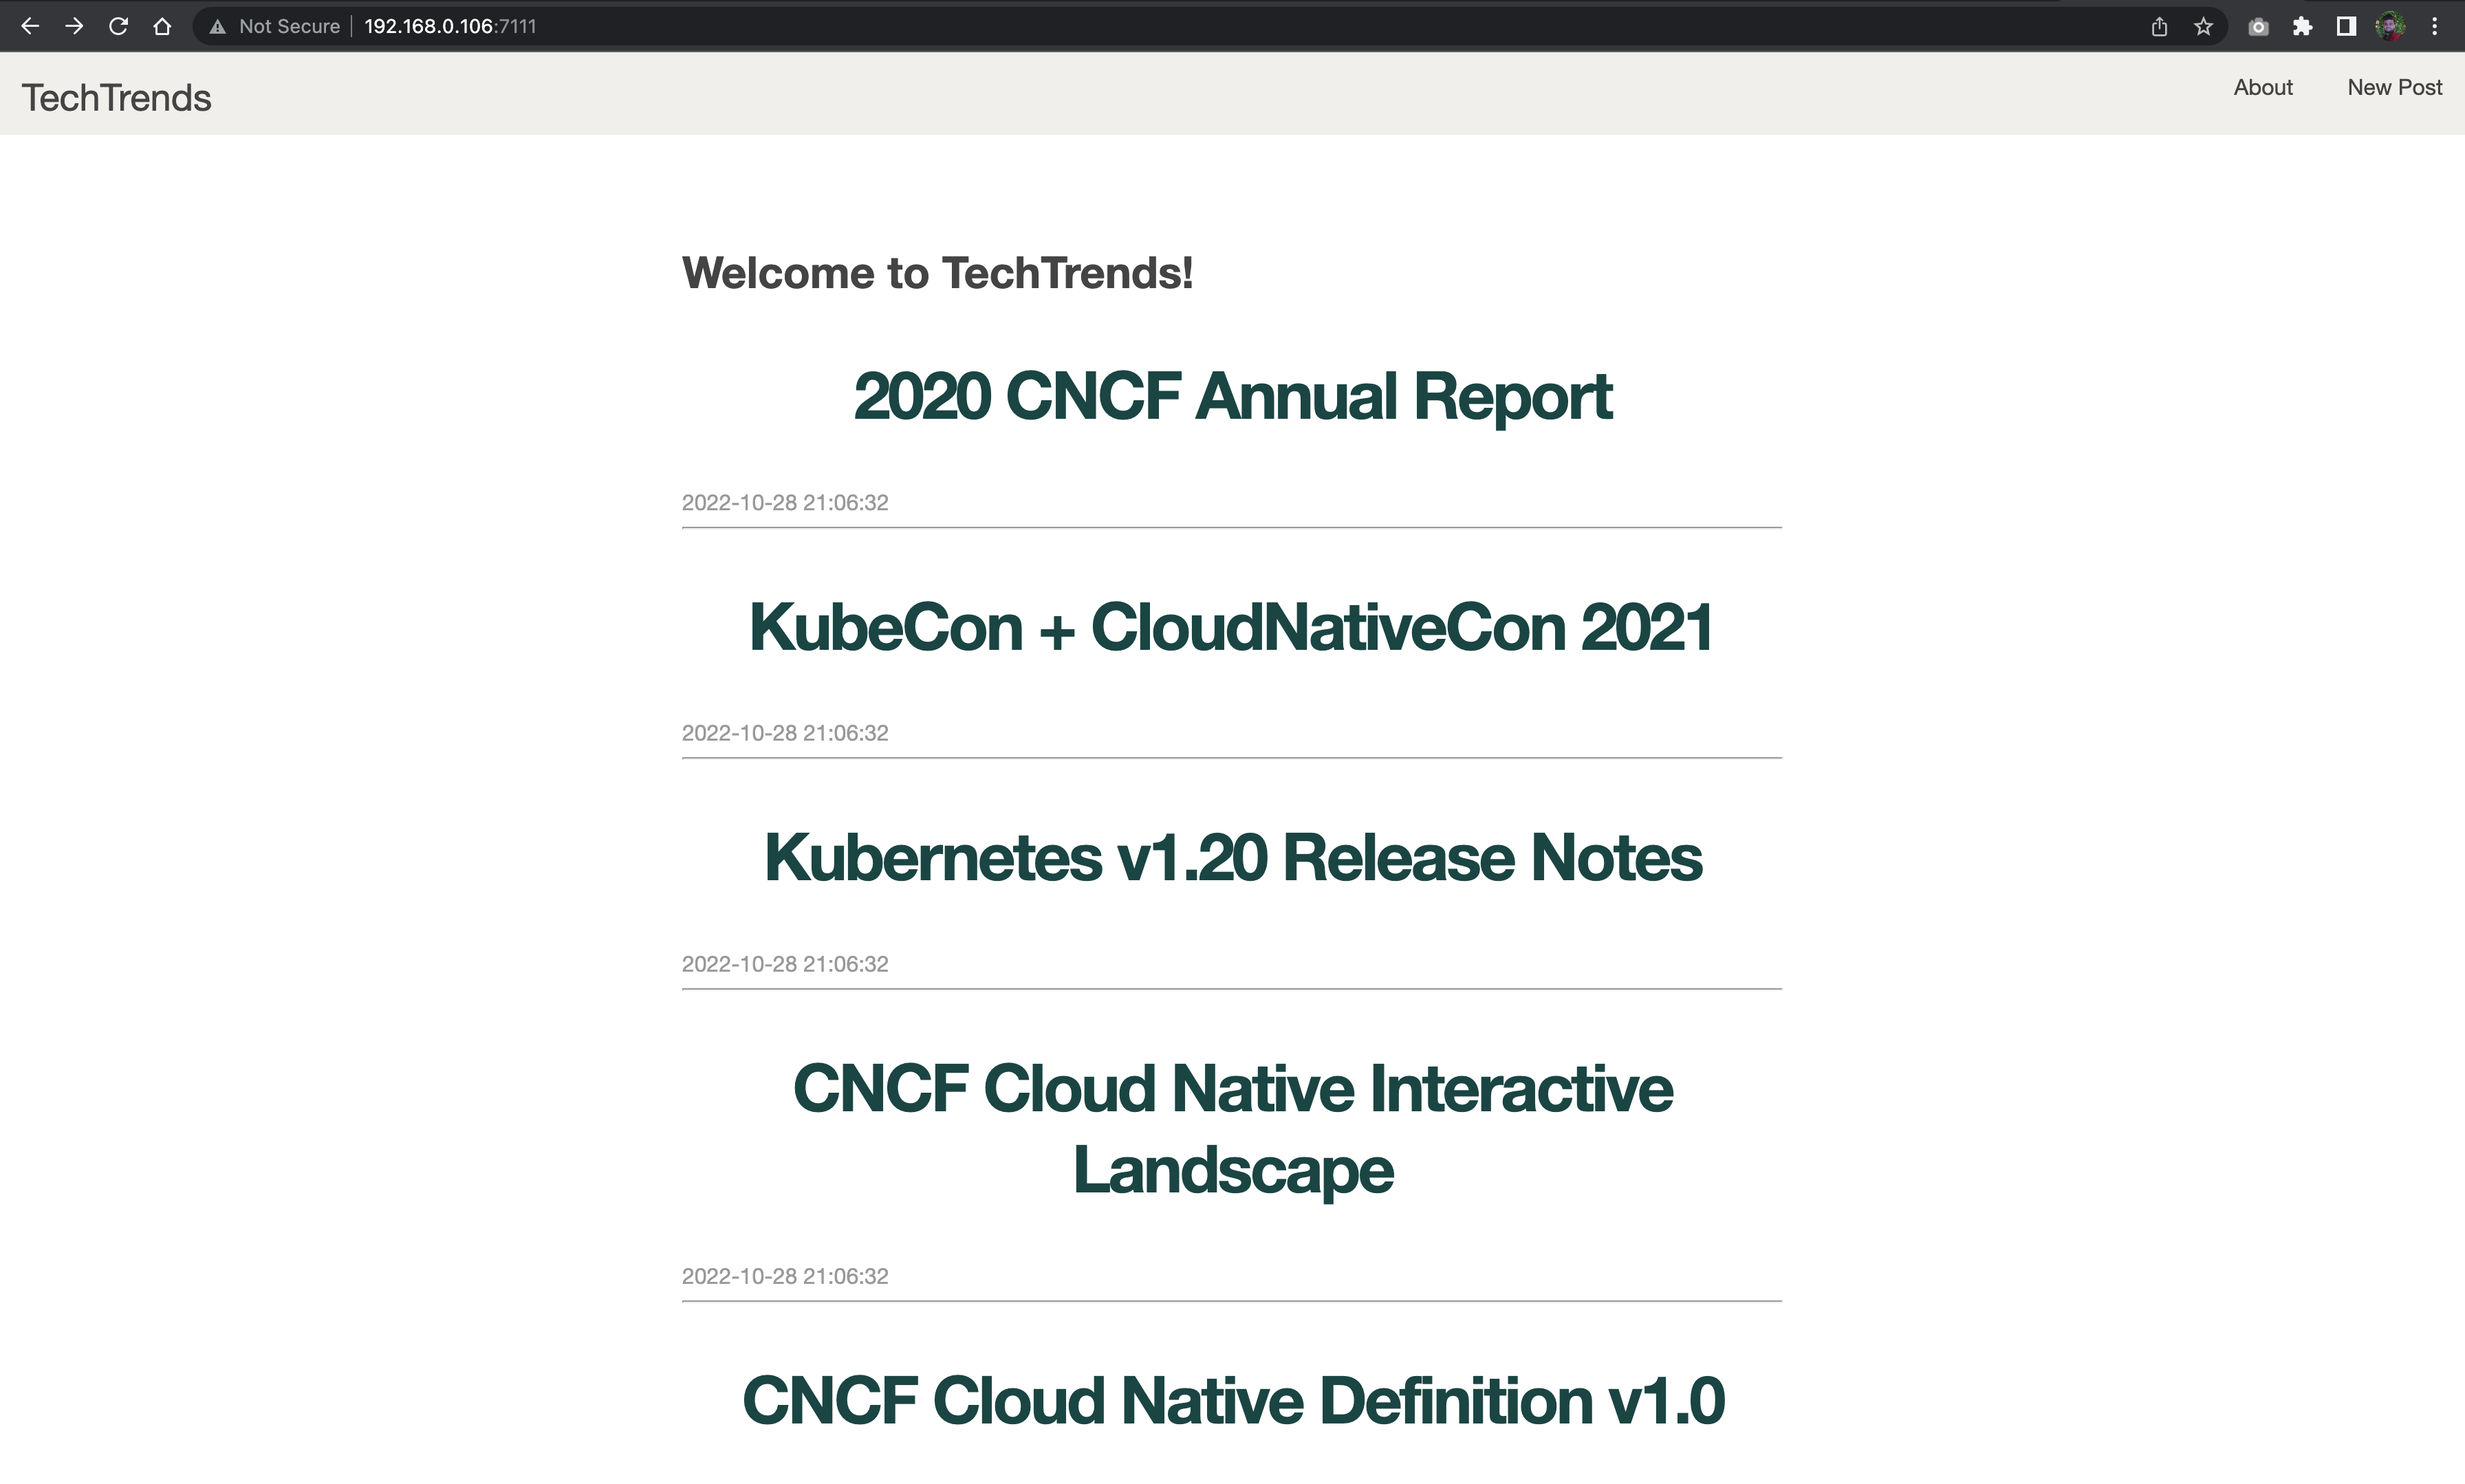 Not Secure | 192.168.0.106:7111
TechTrends
About
New Post
Welcome to TechTrends!
2020 CNCF Annual Report
2022-10-28 21:06:32
KubeCon + CloudNativeCon 2021
2022-10-28 21:06:32
Kubernetes v1.20 Release Notes
2022-10-28 21:06:32
CNCF Cloud Native Interactive
Landscape
2022-10-28 21:06:32
CNCF Cloud Native Definition v1.0